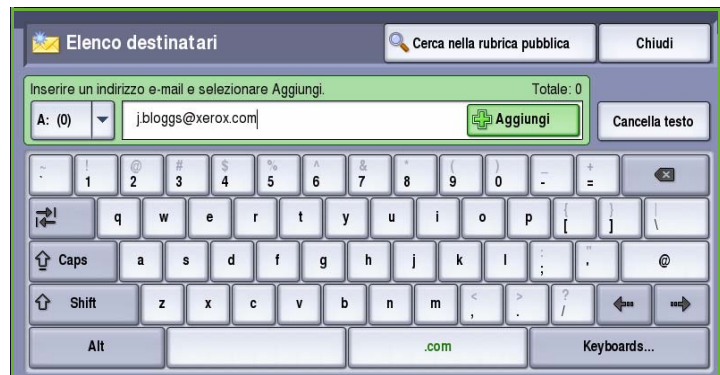 Elenco destinatari
Cerca nella rubrica pubblica
Chiudi
Inserire un indirizzo e-mail e selezionare Aggiungi.
Totale: 0
A: (0)
j.bloggs@xerox.com
Aggiungi
Cancella testo
~ ! @ # $ % ^ & * ( ) _ +
1 2 3 4 5 6 7 8 9 0 - =
q w e r t y u i o p { [ } ] | \
Caps a s d f g h j k l : ; " ' @
Shift z x c v b n m < , > . ? /
Alt .com Keyboards...